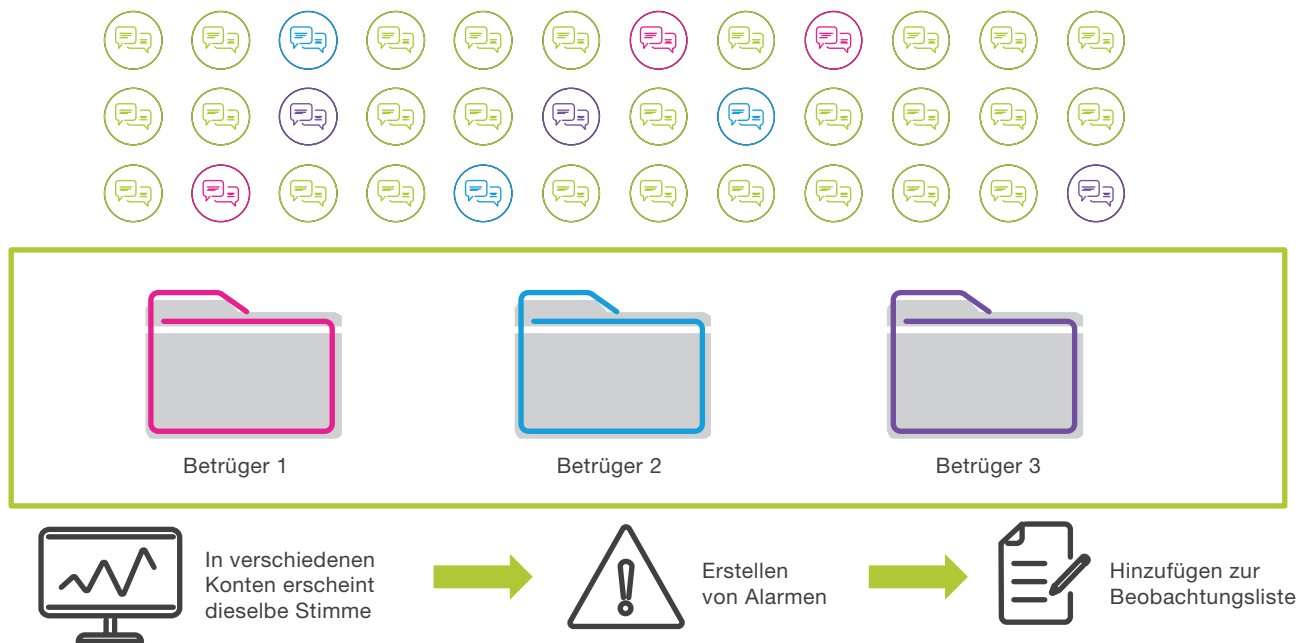 Betrüger 1
Betrüger 2
Betrüger 3
In verschiedenen
Konten erscheint
dieselbe Stimme
Erstellen
von Alarmen
Hinzufügen zur
Beobachtungsliste